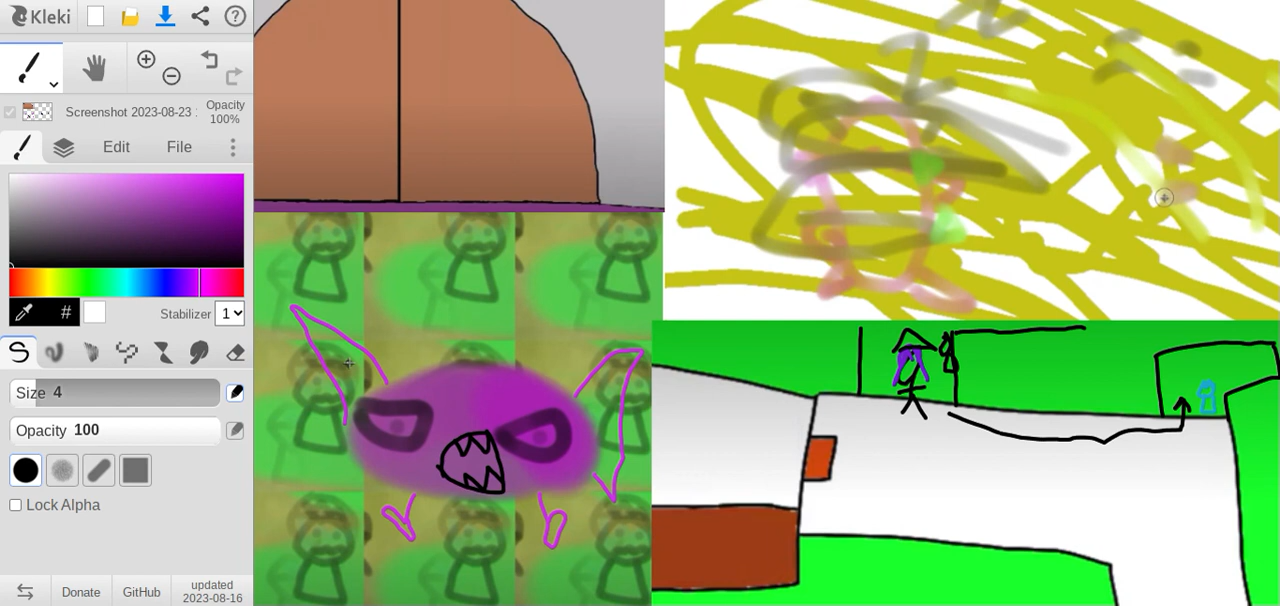 Kleki
Screenshot 2023-08-23
Opacity
100%
Edit
File
#
Stabilizer 1
Size 4
Opacity 100
Lock Alpha
Donate
GitHub
updated
2023-08-16